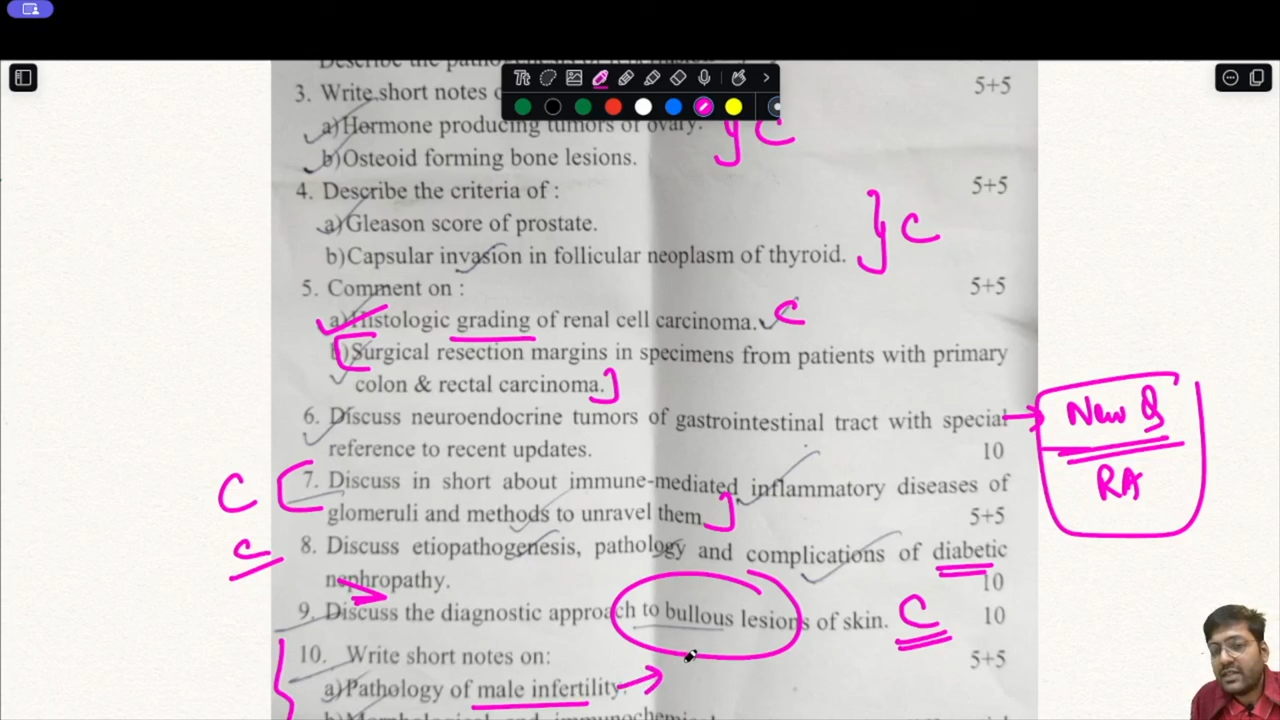 3. Write short notes 5+5
a)Hormone producing tumors of ovary. C
b)Osteoid forming bone lesions.
4. Describe the criteria of : 5+5
a)Gleason score of prostate.
b)Capsular invasion in follicular neoplasm of thyroid. C
5. Comment on : 5+5
a)Histologic grading of renal cell carcinoma. C
b)Surgical resection margins in specimens from patients with primary
colon & rectal carcinoma.
6. Discuss neuroendocrine tumors of gastrointestinal tract with special
reference to recent updates. 10
New Q
RA
C 7. Discuss in short about immune-mediated inflammatory diseases of
glomeruli and methods to unravel them 5+5
C 8. Discuss etiopathogenesis, pathology and complications of diabetic
nephropathy. 10
9. Discuss the diagnostic approach to bullous lesions of skin. C 10
10. Write short notes on: 5+5
a)Pathology of male infertility.